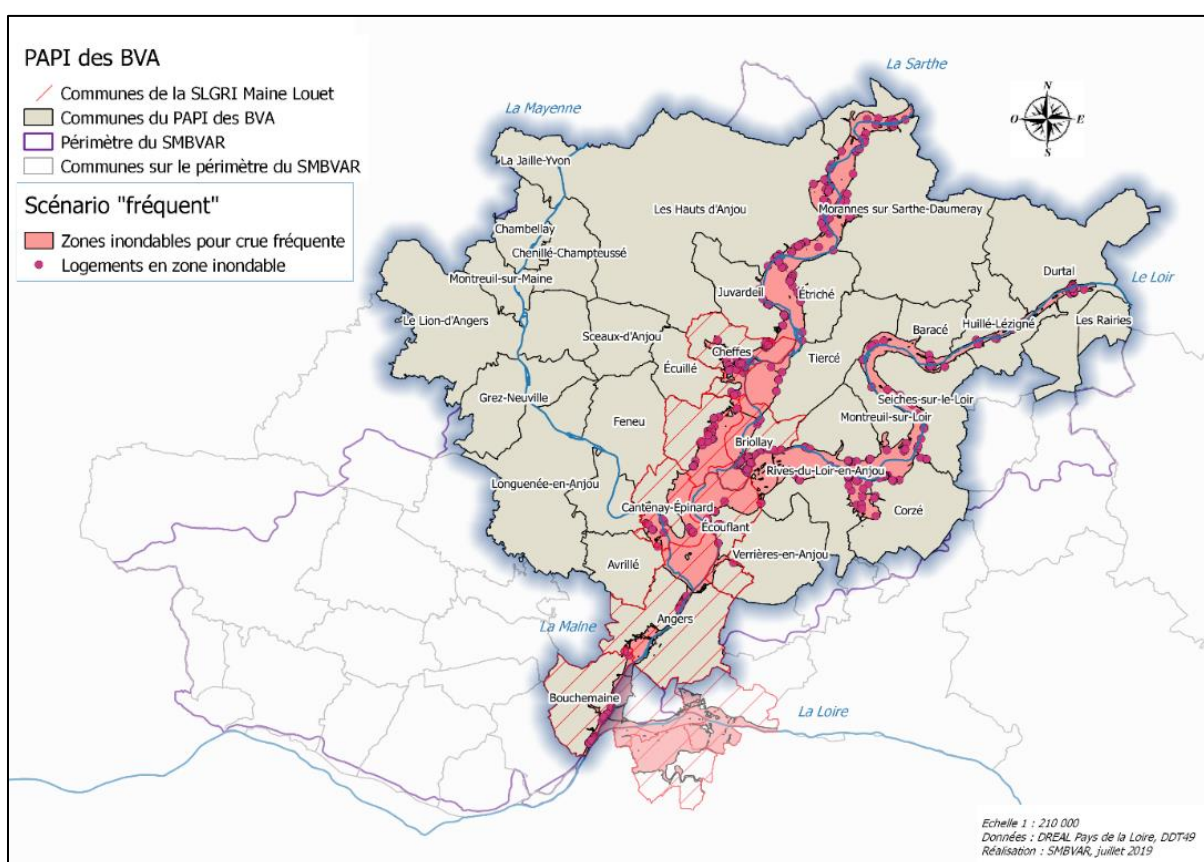 PAPI des BVA
Communes de la SLGRI Maine Louet
Communes du PAPI des BVA
Périmètre du SMBVAR
Communes sur le périmètre du SMBVAR
Scénario "fréquent"
Zones inondables pour crue fréquente
Logements en zone inondable
La Sarthe
La Mayenne
N
O
E
S
La Jaille-Yvon
Les Hauts d'Anjou
Morannes sur Sarthe-Daumeray
Chambellay
Chenillé-Champteussé
Montreuil-sur-Maine
Durtal
Le Loir
Juvardeil
Étriché
Le Lion-d'Angers
Huillé-Lézigné
Les Rairies
Baracé
Sceaux-d'Anjou
Cheffes
Tiercé
Écuillé
Grez-Neuville
Seiches-sur-le-Loir
Feneu
Montreuil-sur-Loir
Briollay
Rives-du-Loir-en-Anjou
Longuenée-en-Anjou
Cantenay-Épinard
Corzé
Écouflant
Verrières-en-Anjou
Avrillé
Angers
La Maine
Bouchemaine
La Loire
Echelle 1 : 210 000
Données : DREAL Pays de la Loire, DDT49
Réalisation : SMBVAR, juillet 2019